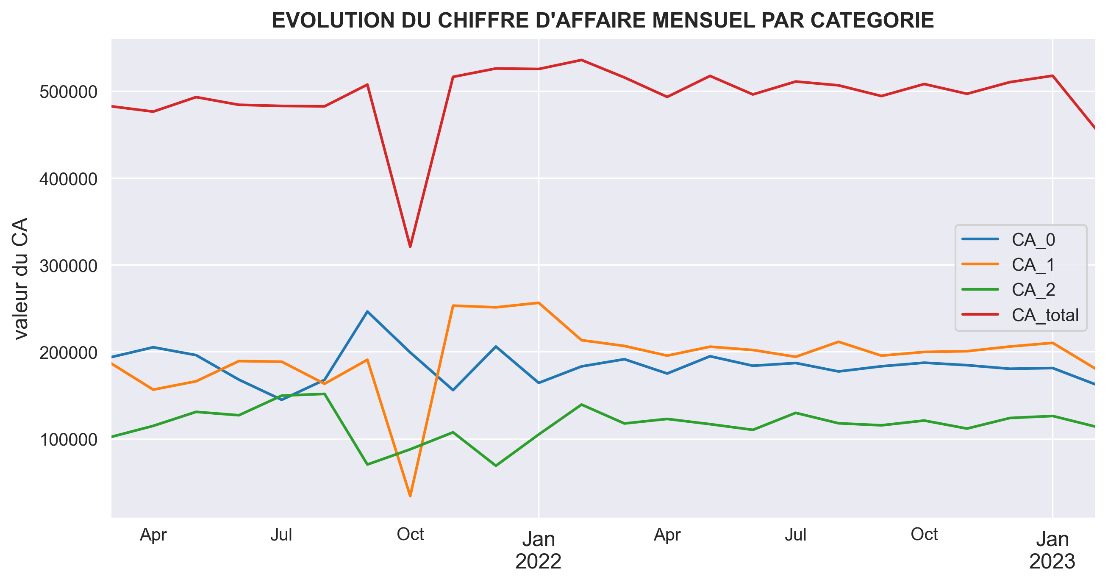 EVOLUTION DU CHIFFRE D'AFFAIRE MENSUEL PAR CATEGORIE
valeur du CA
500000
400000
300000
200000
100000
CA_0
CA_1
CA_2
CA_total
Apr Jul Oct Jan Apr Jul Oct Jan
2022 2023